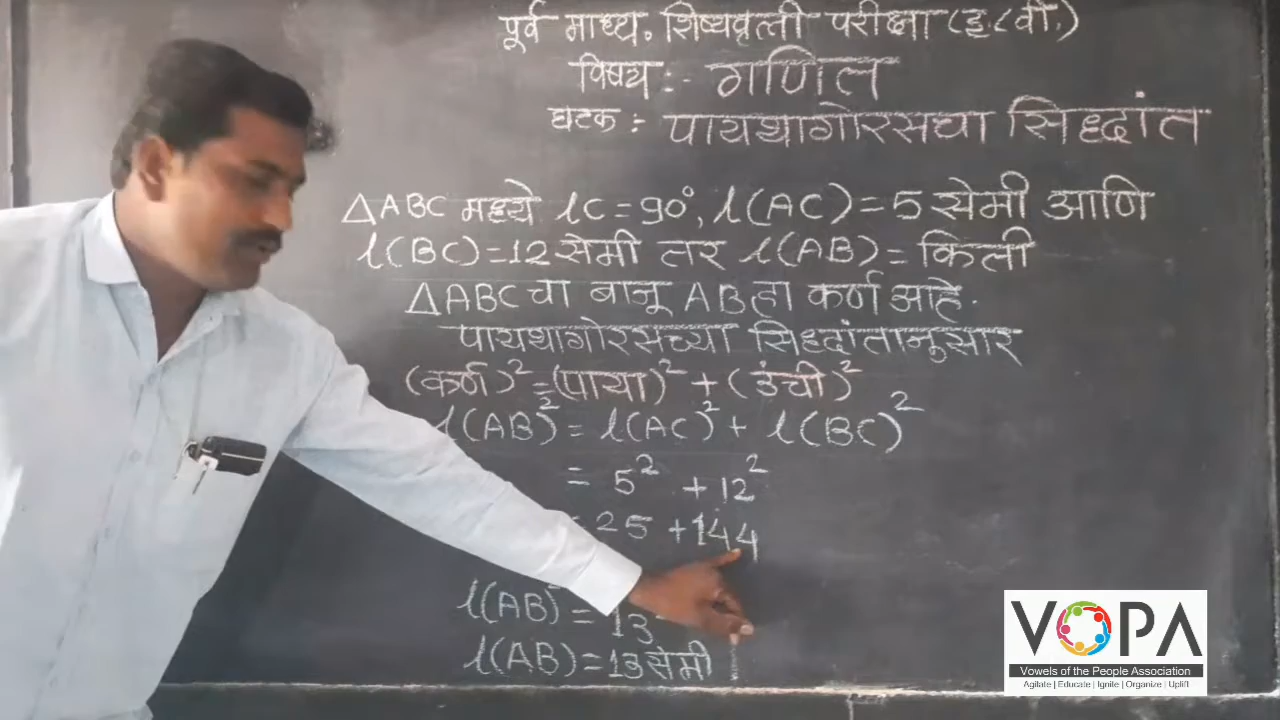 पूर्व माध्य. शिष्यवृत्ती परीक्षा (इ. ८ वी.)
विषय :- गणित
घटक :- पायथागोरसचा सिध्दांत
△ABC मध्ये ∠C = 90°, l(AC) = 5 सेमी आणि
l(BC) = 12 सेमी तर l(AB) = किती
△ABC चा बाजू AB हा कर्ण आहे.
पायथागोरसच्या सिध्दांतानुसार
(कर्ण)² = (पाया)² + (उंची)²
l(AB)² = l(AC)² + l(BC)²
= 5² + 12²
= 25 + 144
l(AB)² = 13
l(AB) = 13 सेमी
VOPA
Vowels of the People Association
Agitate | Educate | Ignite | Organize | Uplift